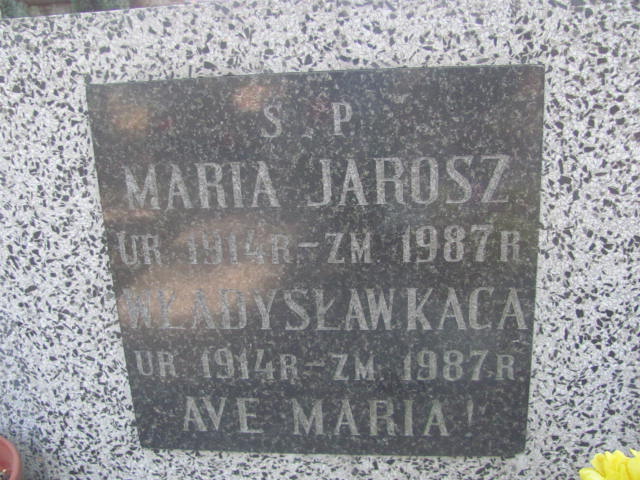 S P
MARIA JAROSZ
UR 1914R-ZM 1987R
WŁADYSŁAW KACA
UR 1914R-ZM 1987R
AVE MARIA!